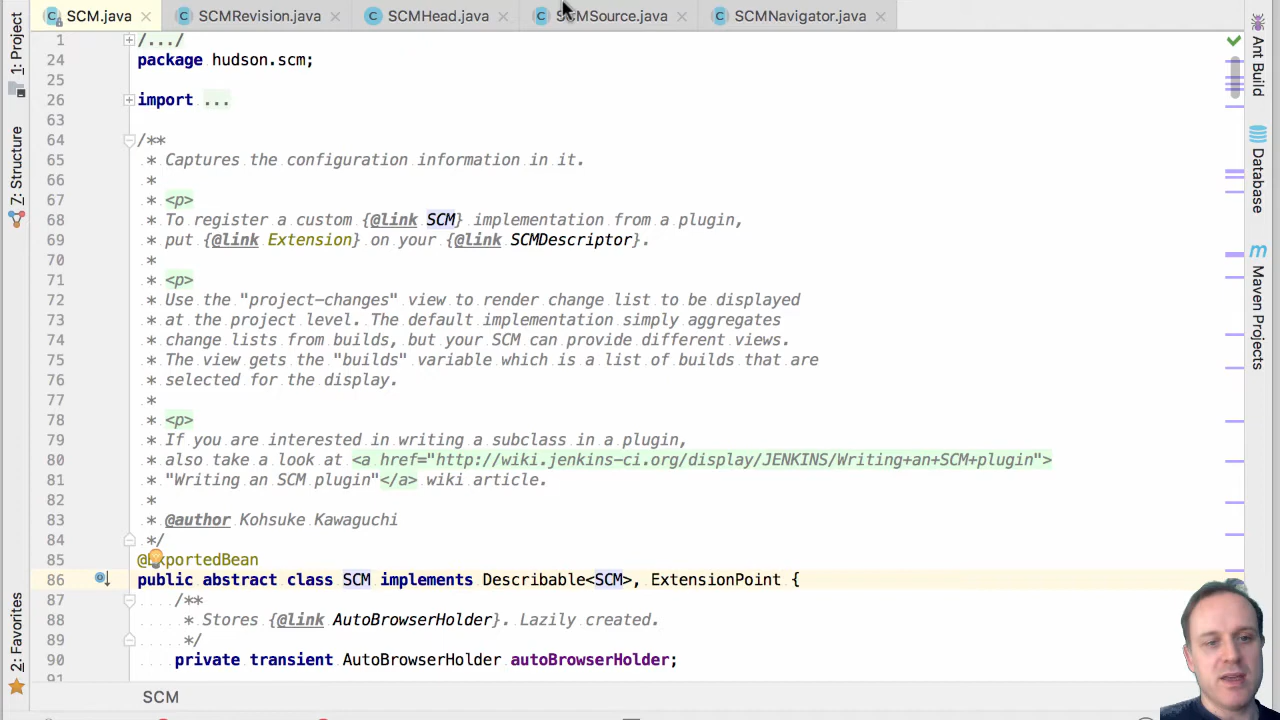 SCM.java SCMRevision.java SCMHead.java SCMSource.java SCMNavigator.java
1: Project
Z: Structure
2: Favorites
1 /.../
24 package hudson.scm;
25
26 import ...
63
64 /**
65 * Captures the configuration information in it.
66 *
67 * <p>
68 * To register a custom {@link SCM} implementation from a plugin,
69 * put {@link Extension} on your {@link SCMDescriptor}.
70 *
71 * <p>
72 * Use the "project-changes" view to render change list to be displayed
73 * at the project level. The default implementation simply aggregates
74 * change lists from builds, but your SCM can provide different views.
75 * The view gets the "builds" variable which is a list of builds that are
76 * selected for the display.
77 *
78 * <p>
79 * If you are interested in writing a subclass in a plugin,
80 * also take a look at <a href="http://wiki.jenkins-ci.org/display/JENKINS/Writing+an+SCM+plugin">
81 * "Writing an SCM plugin"</a> wiki article.
82 *
83 * @author Kohsuke Kawaguchi
84 */
85 @ExportedBean
86 public abstract class SCM implements Describable<SCM>, ExtensionPoint {
87 /**
88 * Stores {@link AutoBrowserHolder}. Lazily created.
89 */
90 private transient AutoBrowserHolder autoBrowserHolder;
91
SCM
Ant Build
Database
m Maven Projects